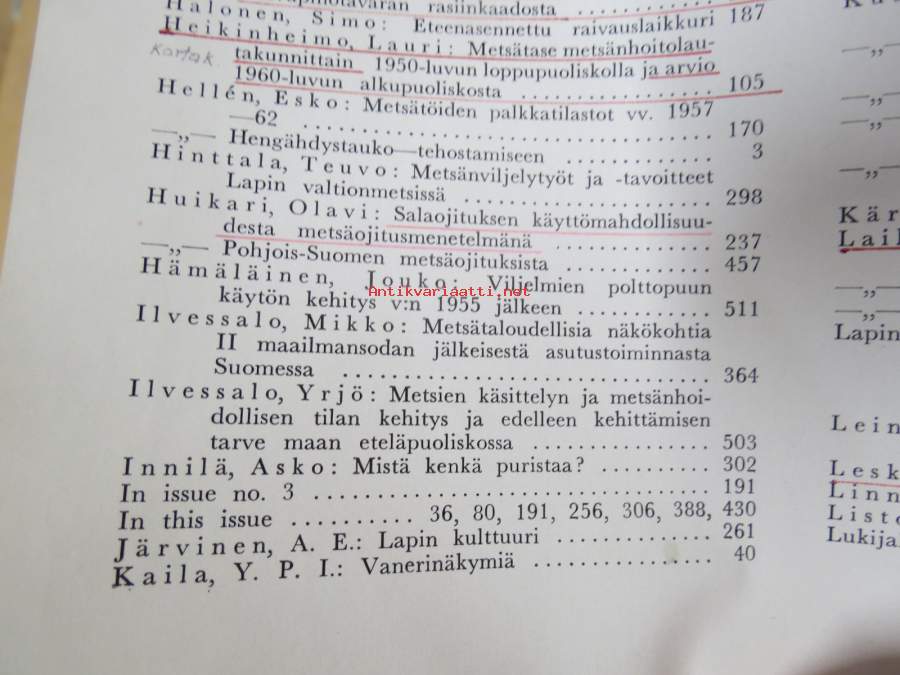 rasiinkaadosta
Halonen, Simo: Eteenasennettu raivauslaikkuri 187
Heikinheimo, Lauri: Metsätase metsänhoitolau-
Kartak takunnittain 1950-luvun loppupuoliskolla ja arvio
1960-luvun alkupuoliskosta ................ 105
Hellén, Esko: Metsätöiden palkkatilastot vv. 1957
—62 ................................ 170
—„— Hengähdystauko—tehostamiseen ............ 3
Hinttala, Teuvo: Metsänviljelytyöt ja -tavoitteet
Lapin valtionmetsissä .................... 298
Huikari, Olavi: Salaojituksen käyttömahdollisuu-
desta metsäojitusmenetelmänä ............ 237
—„— Pohjois-Suomen metsäojituksista ............ 457
Hämäläinen, Jouko: Viljelmien polttopuun
käytön kehitys v:n 1955 jälkeen ............ 511
Antikvariaatti.net
Ilvessalo, Mikko: Metsätaloudellisia näkökohtia
II maailmansodan jälkeisestä asutustoiminnasta
Suomessa ............................ 364
Ilvessalo, Yrjö: Metsien käsittelyn ja metsänhoi-
dollisen tilan kehitys ja edelleen kehittämisen
tarve maan eteläpuoliskossa .............. 503
Innilä, Asko: Mistä kenkä puristaa? .......... 302
In issue no. 3 ................................ 191
In this issue .......... 36, 80, 191, 256, 306, 388, 430
Järvinen, A. E.: Lapin kulttuuri .............. 261
Kaila, Y. P. I.: Vanerinäkymiä ................ 40
—„—
—„—
—„—
—„—
Kär
Lail
—„—
—„—
Lapin
Lein
Lesk
Linn
Listo
Lukija